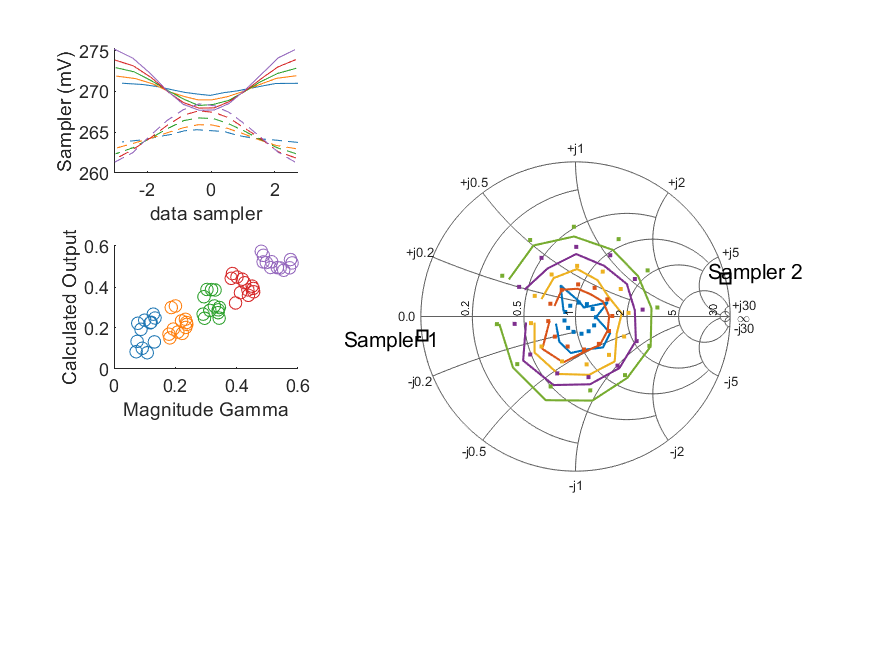 275
270
265
260
Sampler (mV)
-2 0 2
data sampler
0.6
0.4
0.2
0
Calculated Output
0 0.2 0.4 0.6
Magnitude Gamma
+j1
+j0.5
+j2
+j0.2
+j5
Sampler 2
+j30
0.0
0.2
0.5
1
2
5
30
∞
-j30
Sampler 1
-j0.2
-j5
-j0.5
-j2
-j1